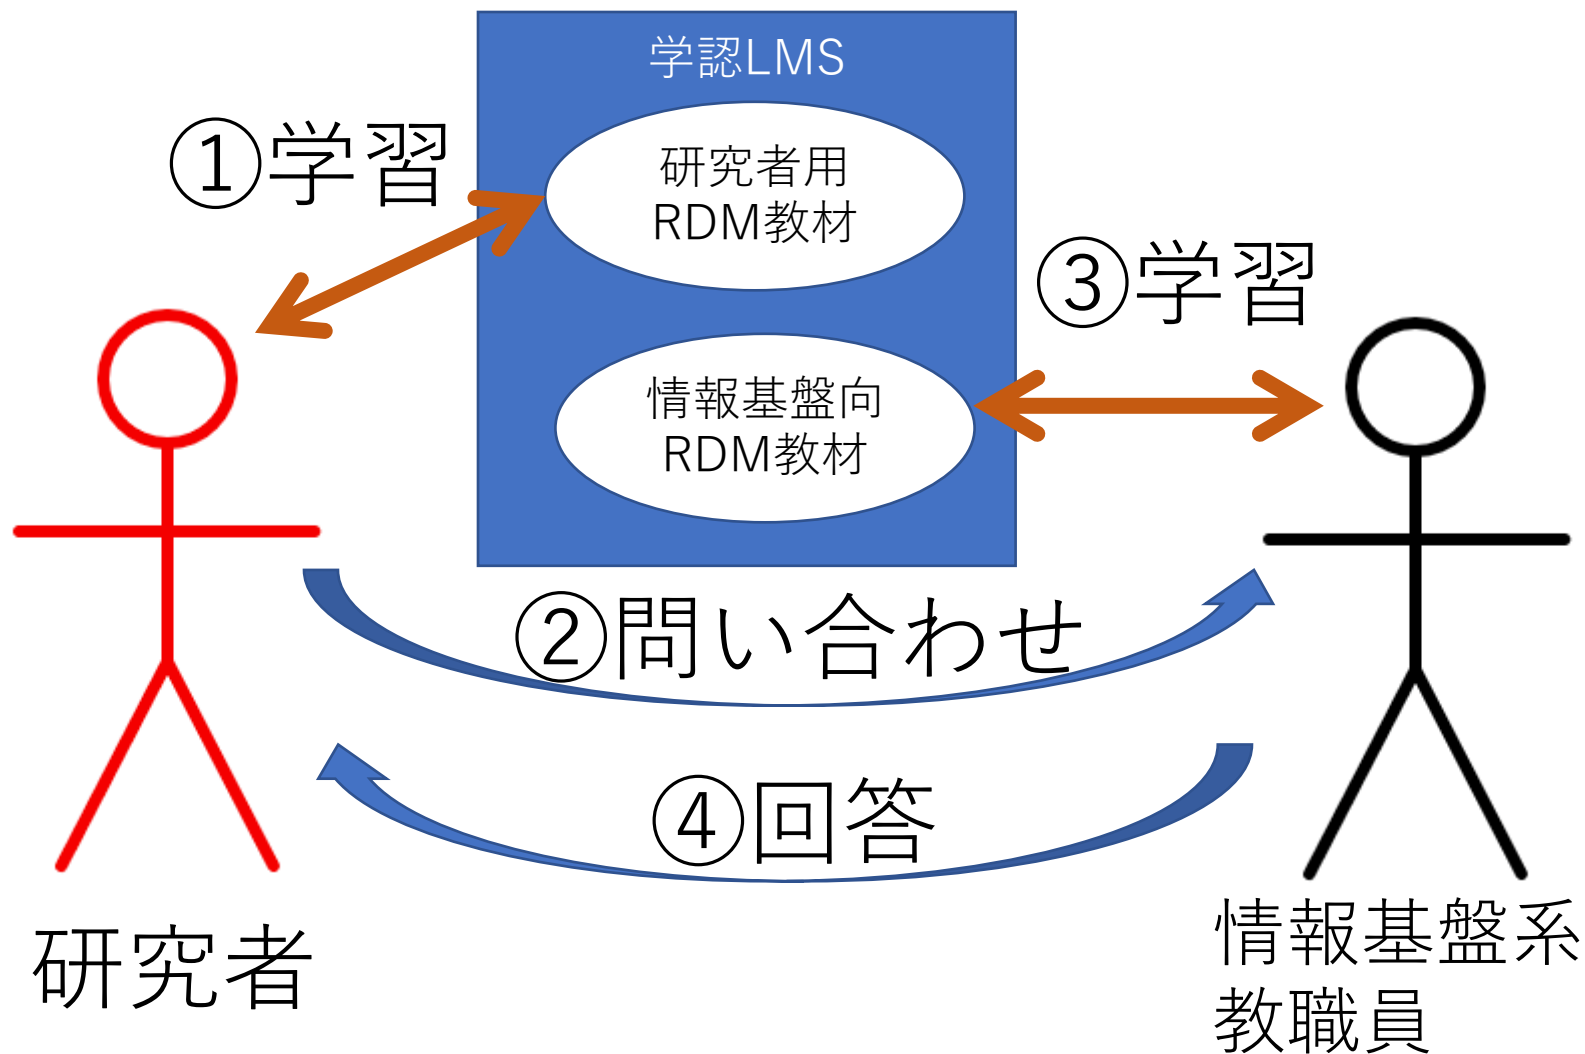 学認LMS
①学習
研究者用
RDM教材
③学習
情報基盤向
RDM教材
②問い合わせ
④回答
研究者
情報基盤系
教職員